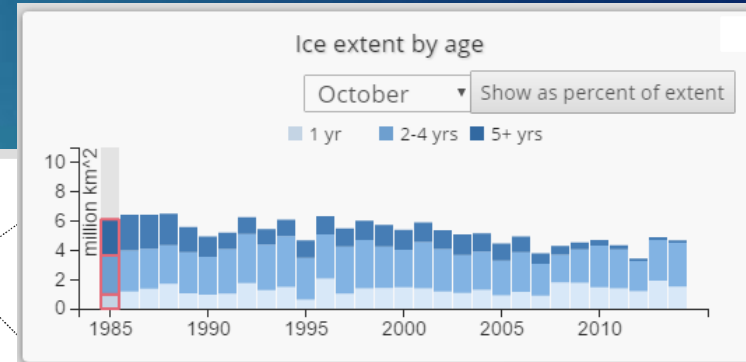 Ice extent by age
October ▼ Show as percent of extent
1 yr 2-4 yrs 5+ yrs
million km^2
10
8
6
4
2
0
1985 1990 1995 2000 2005 2010